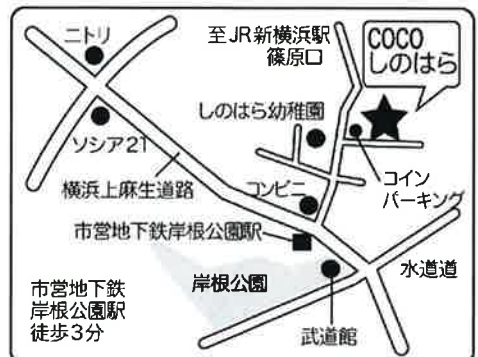 ニトリ
至JR新横浜駅
篠原口
COCO
しのはら
しのはら幼稚園
ソシア21
コイン
パーキング
横浜上麻生道路
コンビニ
市営地下鉄岸根公園駅
水道道
岸根公園
市営地下鉄
岸根公園駅
徒歩3分
武道館